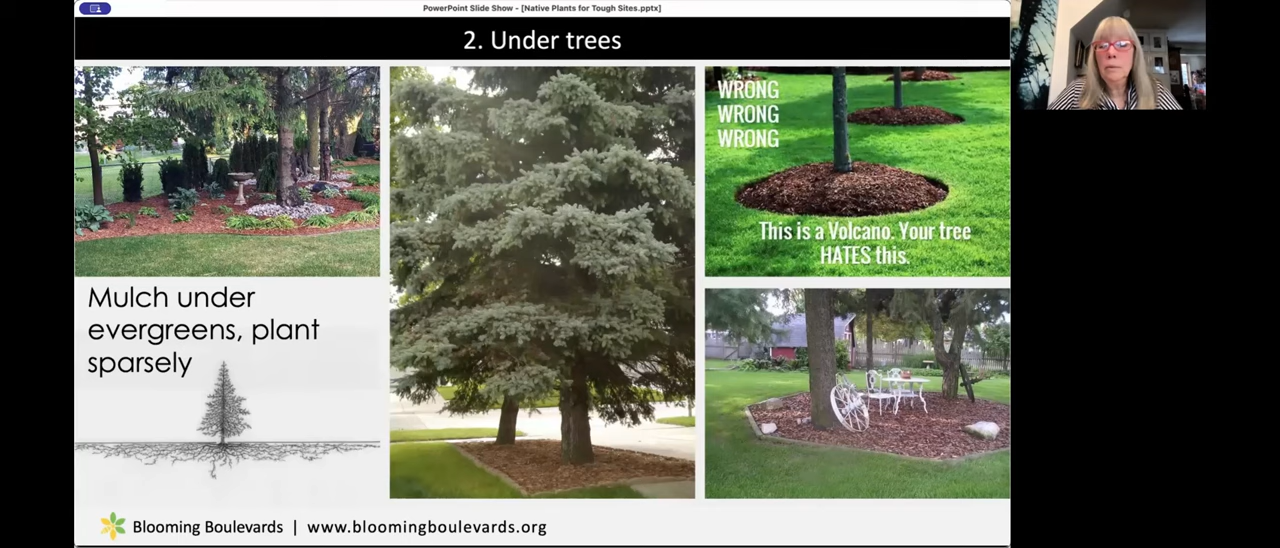 PowerPoint Slide Show - [Native Plants for Tough Sites.pptx]
2. Under trees
WRONG
WRONG
WRONG
This is a Volcano. Your tree
HATES this.
Mulch under
evergreens, plant
sparsely
Blooming Boulevards | www.bloomingboulevards.org